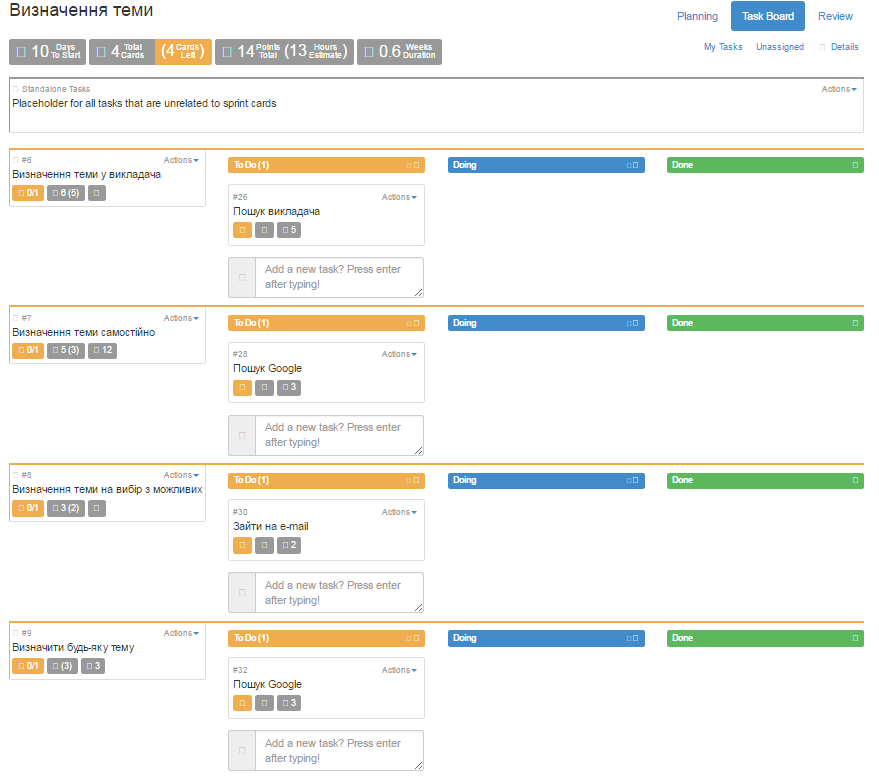 Визначення теми
Planning Task Board Review
10 Days To Start 4 Total Cards (4 Cards Left) 14 Points Total (13 Hours Estimate) 0.6 Weeks Duration
My Tasks Unassigned Details
Standalone Tasks Actions
Placeholder for all tasks that are unrelated to sprint cards
#6 Actions
Визначення теми у викладача
0/1 6 (5)
To Do (1) Doing Done
#26 Actions
Пошук викладача
5
Add a new task? Press enter
after typing!
#7 Actions
Визначення теми самостійно
0/1 5 (3) 12
To Do (1) Doing Done
#28 Actions
Пошук Google
3
Add a new task? Press enter
after typing!
#8 Actions
Визначення теми на вибір з можливих
0/1 3 (2)
To Do (1) Doing Done
#30 Actions
Зайти на e-mail
2
Add a new task? Press enter
after typing!
#9 Actions
Визначити будь-яку тему
0/1 (3) 3
To Do (1) Doing Done
#32 Actions
Пошук Google
3
Add a new task? Press enter
after typing!